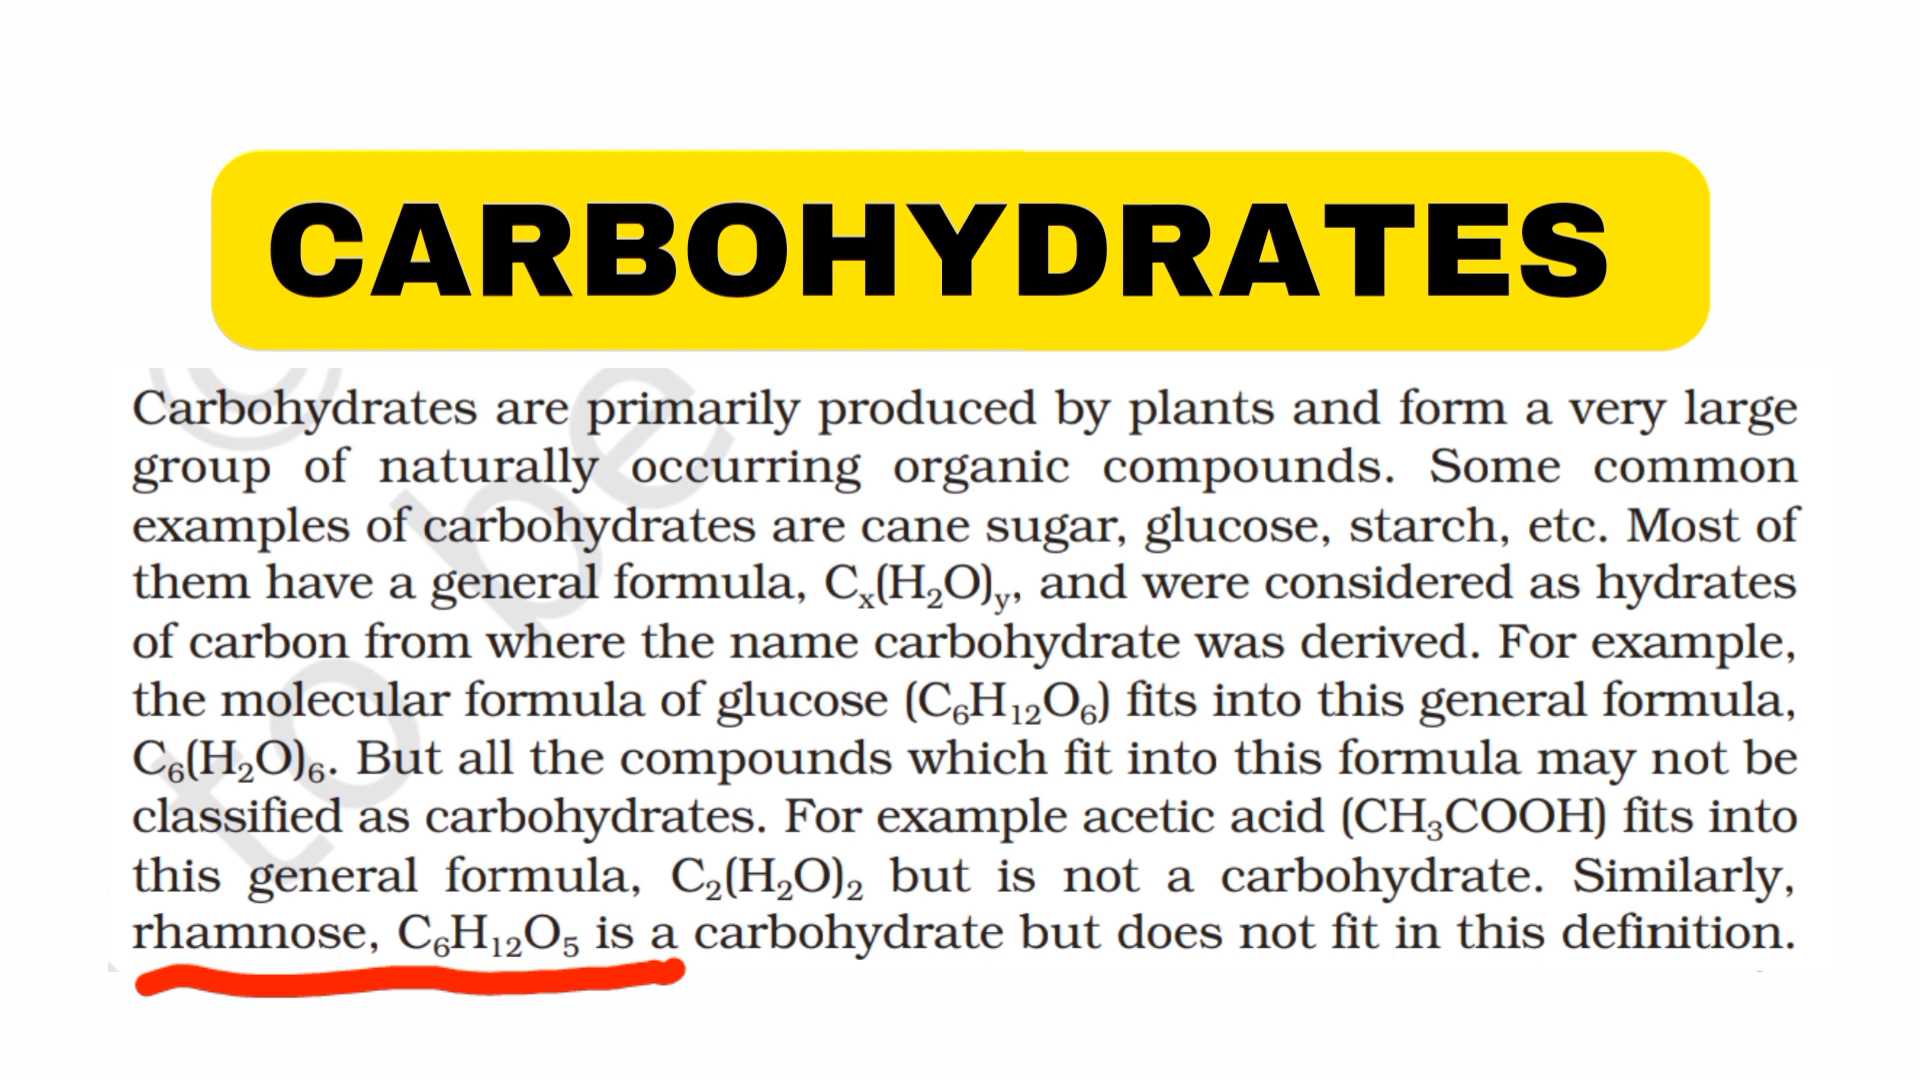 CARBOHYDRATES
Carbohydrates are primarily produced by plants and form a very large
group of naturally occurring organic compounds. Some common
examples of carbohydrates are cane sugar, glucose, starch, etc. Most of
them have a general formula, Cₓ(H₂O)ᵧ, and were considered as hydrates
of carbon from where the name carbohydrate was derived. For example,
the molecular formula of glucose (C₆H₁₂O₆) fits into this general formula,
C₆(H₂O)₆. But all the compounds which fit into this formula may not be
classified as carbohydrates. For example acetic acid (CH₃COOH) fits into
this general formula, C₂(H₂O)₂ but is not a carbohydrate. Similarly,
rhamnose, C₆H₁₂O₅ is a carbohydrate but does not fit in this definition.
© to be